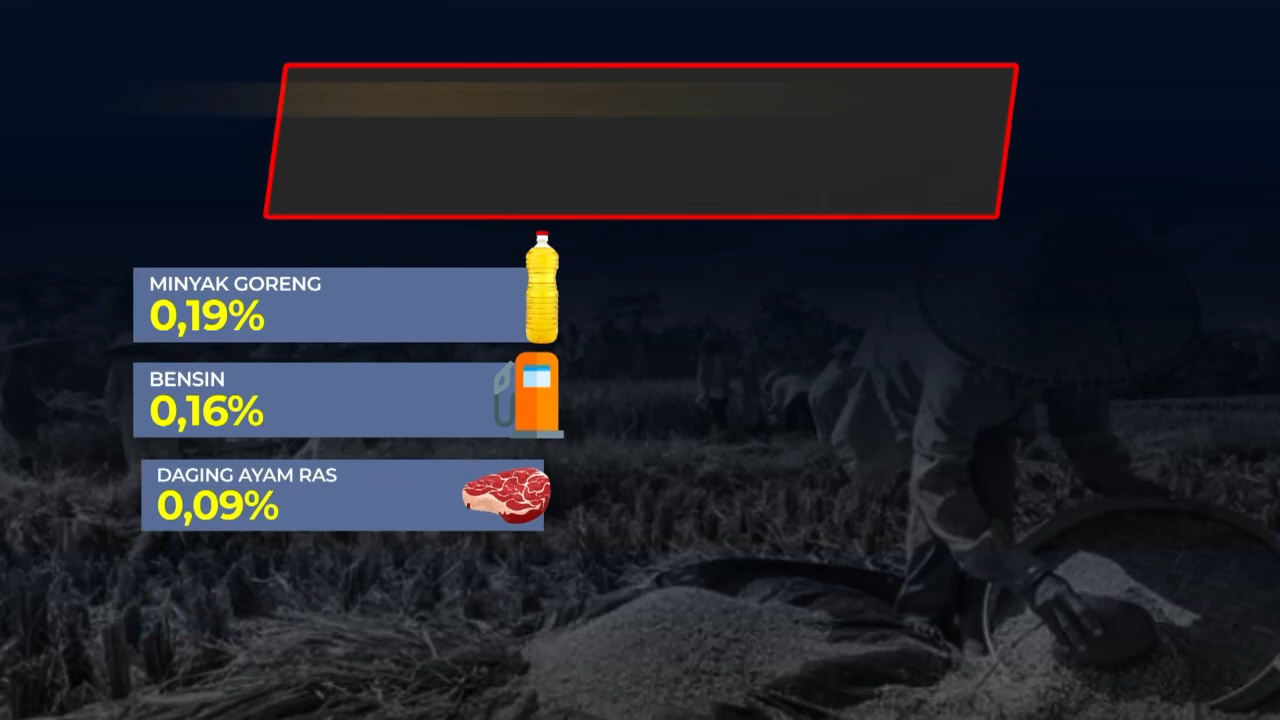 MINYAK GORENG
0,19%
BENSIN
0,16%
DAGING AYAM RAS
0,09%